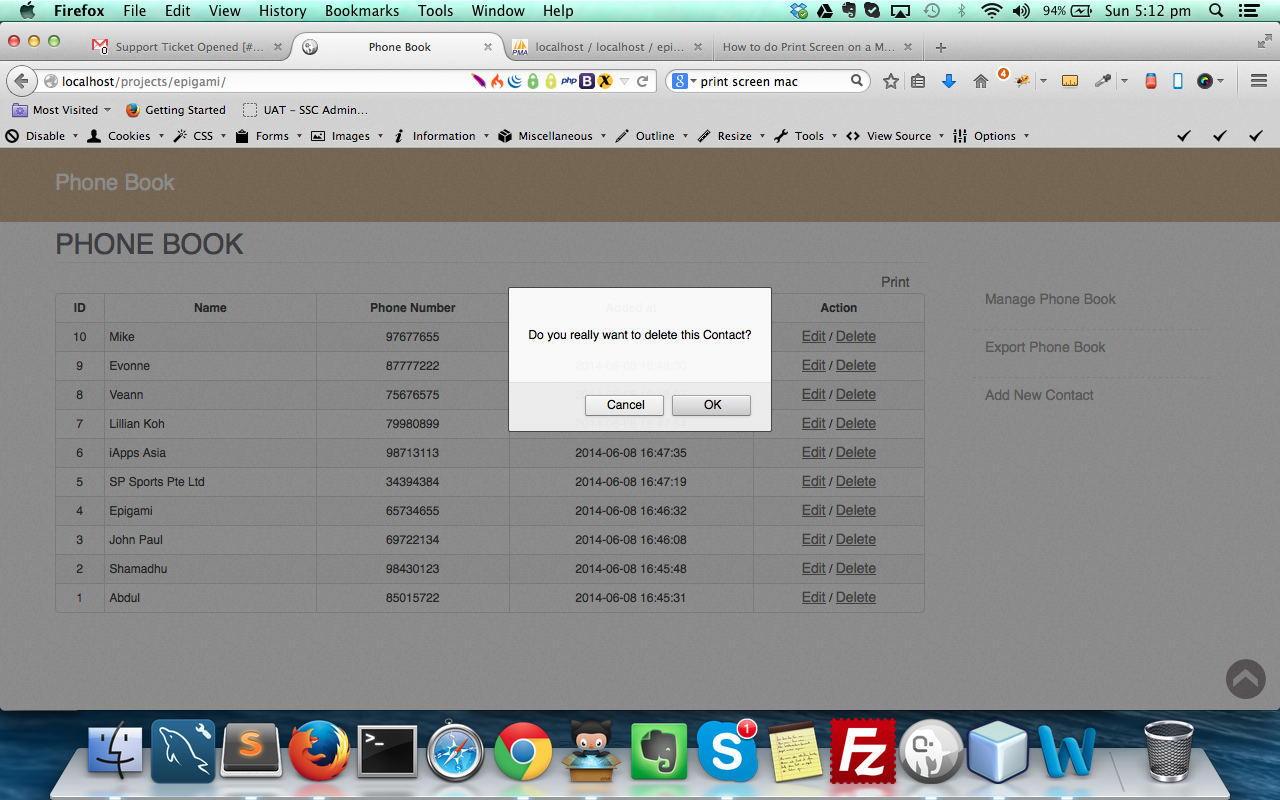 Firefox File Edit View History Bookmarks Tools Window Help 94% Sun 5:12 pm
Support Ticket Opened [#... Phone Book localhost / localhost / epi... How to do Print Screen on a M...
localhost/projects/epigami/ php B print screen mac 4
Most Visited Getting Started UAT – SSC Admin...
Disable Cookies CSS Forms Images Information Miscellaneous Outline Resize Tools View Source Options
Phone Book
PHONE BOOK
Print
ID Name Phone Number Added at Action
10 Mike 97677655 Edit / Delete
9 Evonne 87777222 Edit / Delete
8 Veann 75676575 Edit / Delete
7 Lillian Koh 79980899 Edit / Delete
6 iApps Asia 98713113 2014-06-08 16:47:35 Edit / Delete
5 SP Sports Pte Ltd 34394384 2014-06-08 16:47:19 Edit / Delete
4 Epigami 65734655 2014-06-08 16:46:32 Edit / Delete
3 John Paul 69722134 2014-06-08 16:46:08 Edit / Delete
2 Shamadhu 98430123 2014-06-08 16:45:48 Edit / Delete
1 Abdul 85015722 2014-06-08 16:45:31 Edit / Delete
Do you really want to delete this Contact?
Cancel OK
Manage Phone Book
Export Phone Book
Add New Contact
S >_ S 1 Fz W